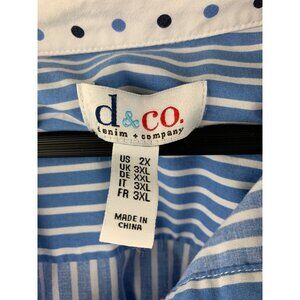 d&co.
denim + company
US 2X
UK 3XL
DE XXL
IT 3XL
FR 3XL
MADE IN
CHINA